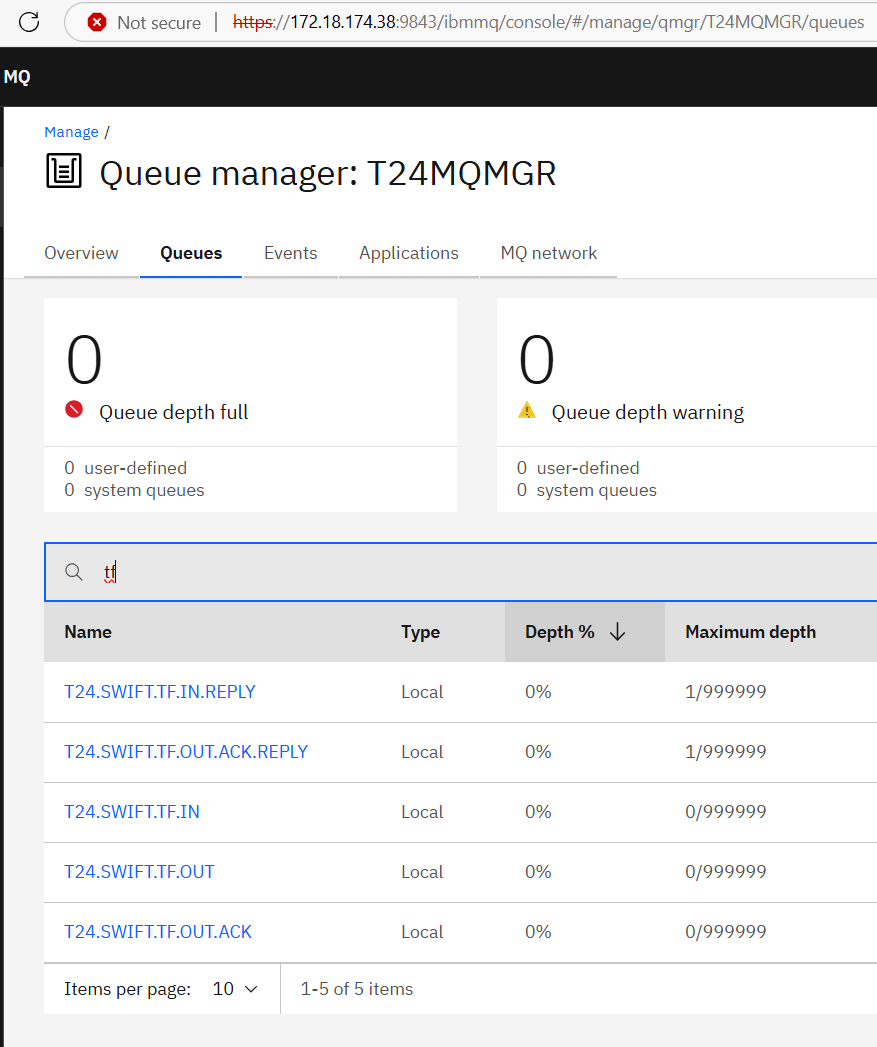 Not secure | https://172.18.174.38:9843/ibmmq/console/#/manage/qmgr/T24MQMGR/queues
MQ
Manage /
Queue manager: T24MQMGR
Overview Queues Events Applications MQ network
0 0
Queue depth full Queue depth warning
0 user-defined 0 user-defined
0 system queues 0 system queues
tf
Name Type Depth % Maximum depth
T24.SWIFT.TF.IN.REPLY Local 0% 1/999999
T24.SWIFT.TF.OUT.ACK.REPLY Local 0% 1/999999
T24.SWIFT.TF.IN Local 0% 0/999999
T24.SWIFT.TF.OUT Local 0% 0/999999
T24.SWIFT.TF.OUT.ACK Local 0% 0/999999
Items per page: 10 1-5 of 5 items